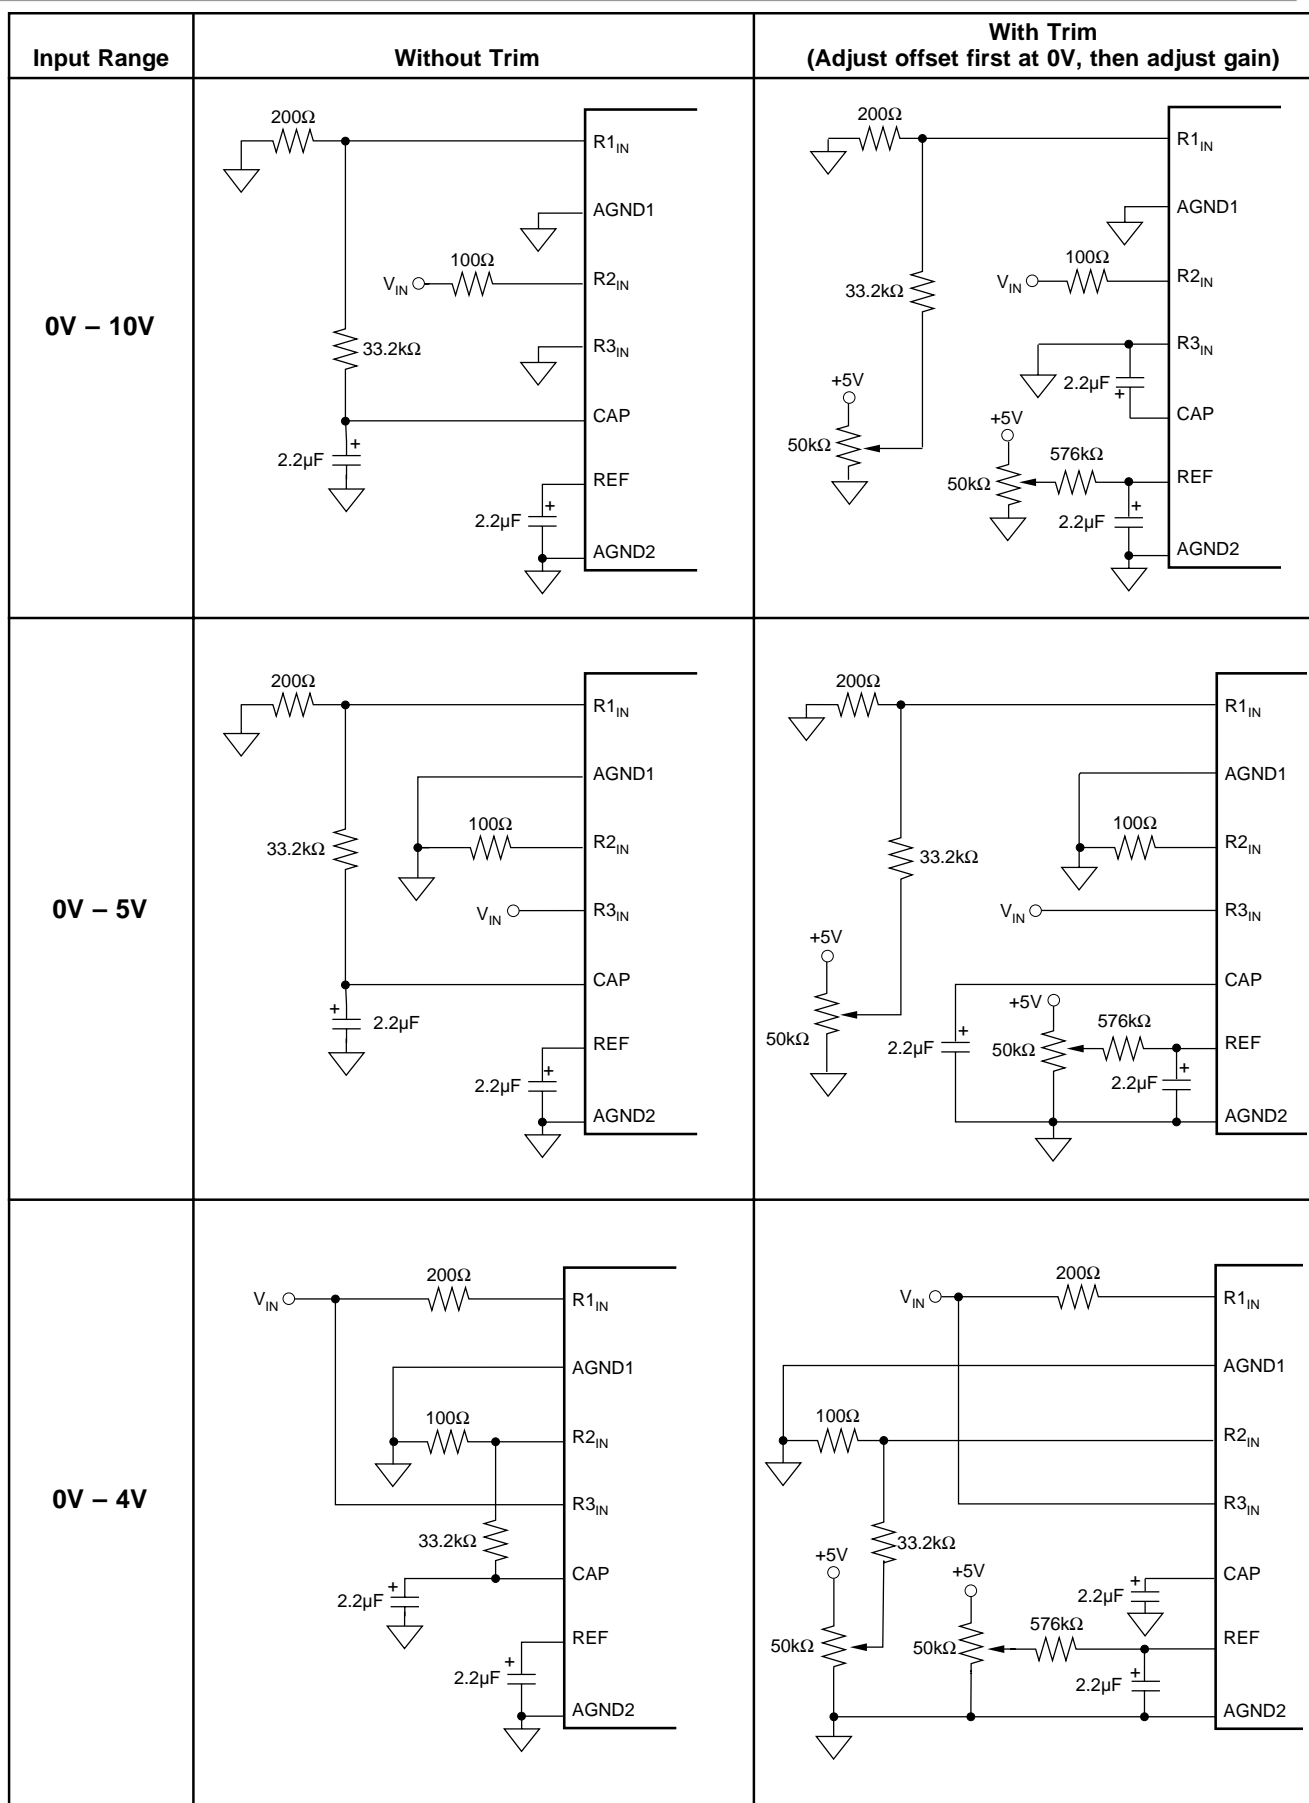 Input Range
Without Trim
With Trim
(Adjust offset first at 0V, then adjust gain)
0V – 10V
200Ω
R1IN
AGND1
100Ω
VIN
R2IN
33.2kΩ
R3IN
CAP
+
2.2µF
REF
+
2.2µF
AGND2
200Ω
R1IN
AGND1
100Ω
VIN
R2IN
33.2kΩ
R3IN
2.2µF
+
CAP
+5V
50kΩ
+5V
50kΩ
576kΩ
REF
+
2.2µF
AGND2
0V – 5V
200Ω
R1IN
AGND1
100Ω
R2IN
33.2kΩ
VIN
R3IN
CAP
+
2.2µF
REF
+
2.2µF
AGND2
200Ω
R1IN
AGND1
100Ω
R2IN
33.2kΩ
VIN
R3IN
+5V
50kΩ
CAP
+
2.2µF
+5V
50kΩ
576kΩ
REF
+
2.2µF
AGND2
0V – 4V
200Ω
VIN
R1IN
AGND1
100Ω
R2IN
R3IN
33.2kΩ
CAP
+
2.2µF
REF
+
2.2µF
AGND2
200Ω
VIN
R1IN
AGND1
100Ω
R2IN
R3IN
33.2kΩ
+5V
50kΩ
+5V
50kΩ
CAP
+
2.2µF
576kΩ
REF
+
2.2µF
AGND2